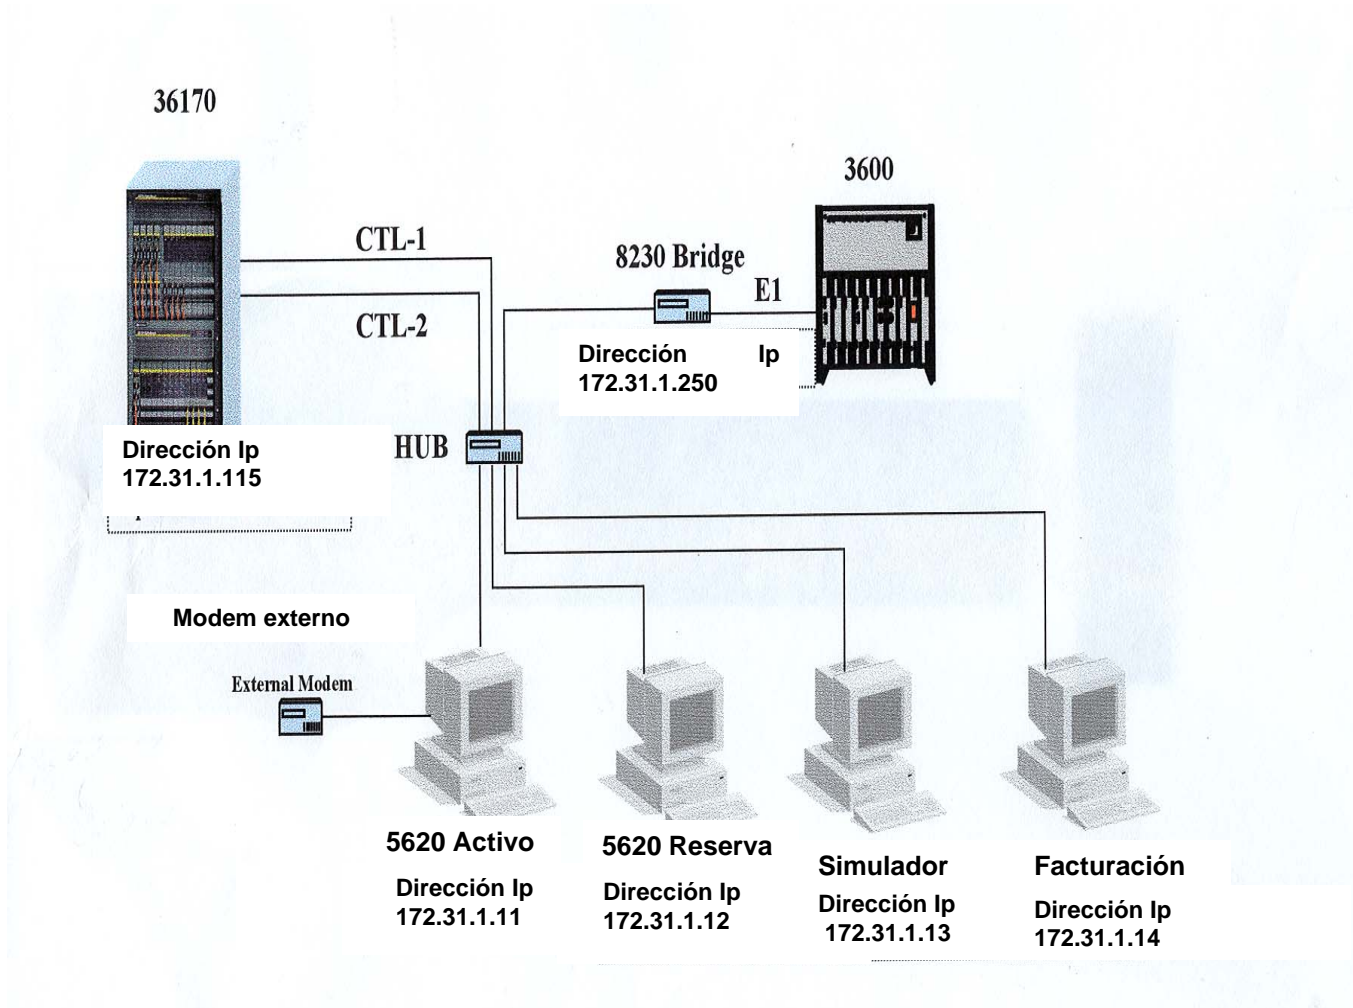 36170
3600
CTL-1
8230 Bridge
E1
CTL-2
Dirección Ip
172.31.1.250
HUB
Dirección Ip
172.31.1.115
Modem externo
External Modem
5620 Activo
Dirección Ip
172.31.1.11
5620 Reserva
Dirección Ip
172.31.1.12
Simulador
Dirección Ip
172.31.1.13
Facturación
Dirección Ip
172.31.1.14